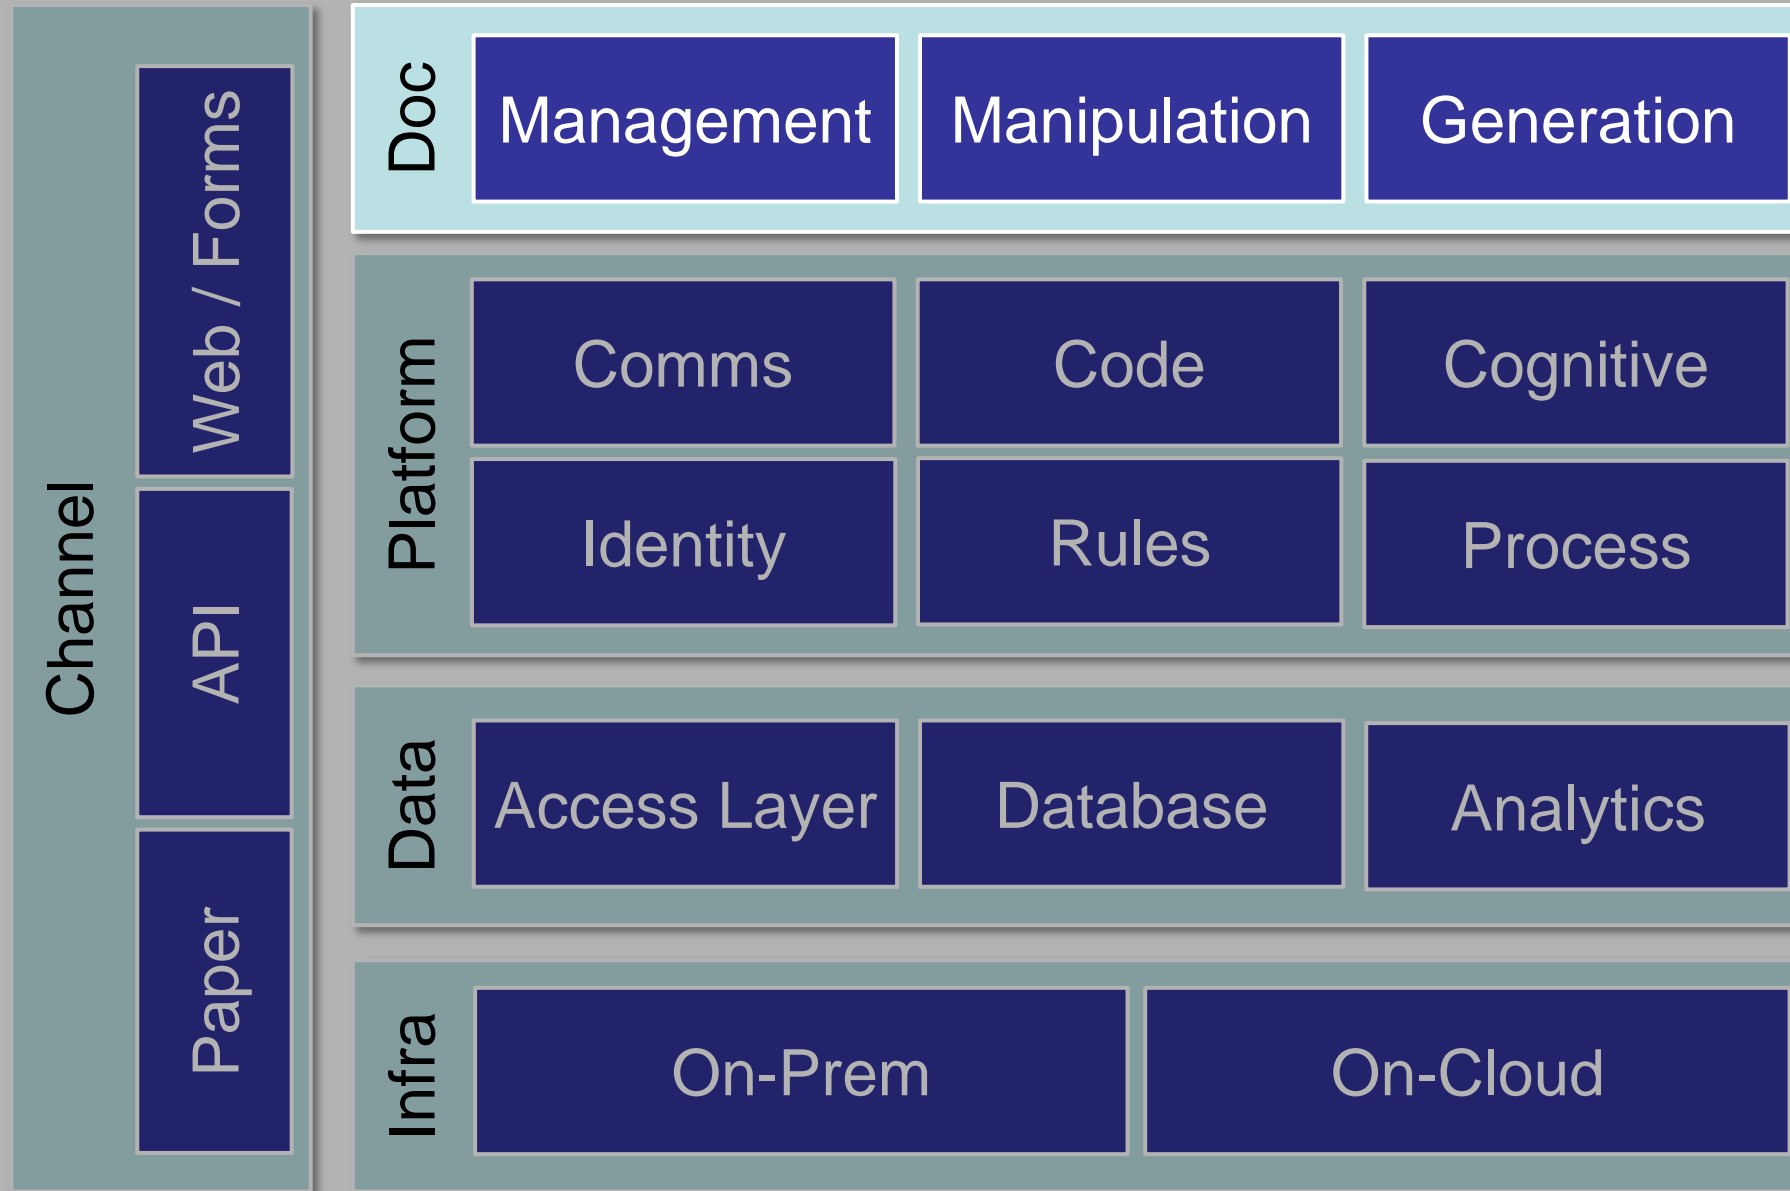 Channel
Web / Forms
API
Paper
Doc
Management
Manipulation
Generation
Platform
Comms
Code
Cognitive
Identity
Rules
Process
Data
Access Layer
Database
Analytics
Infra
On-Prem
On-Cloud